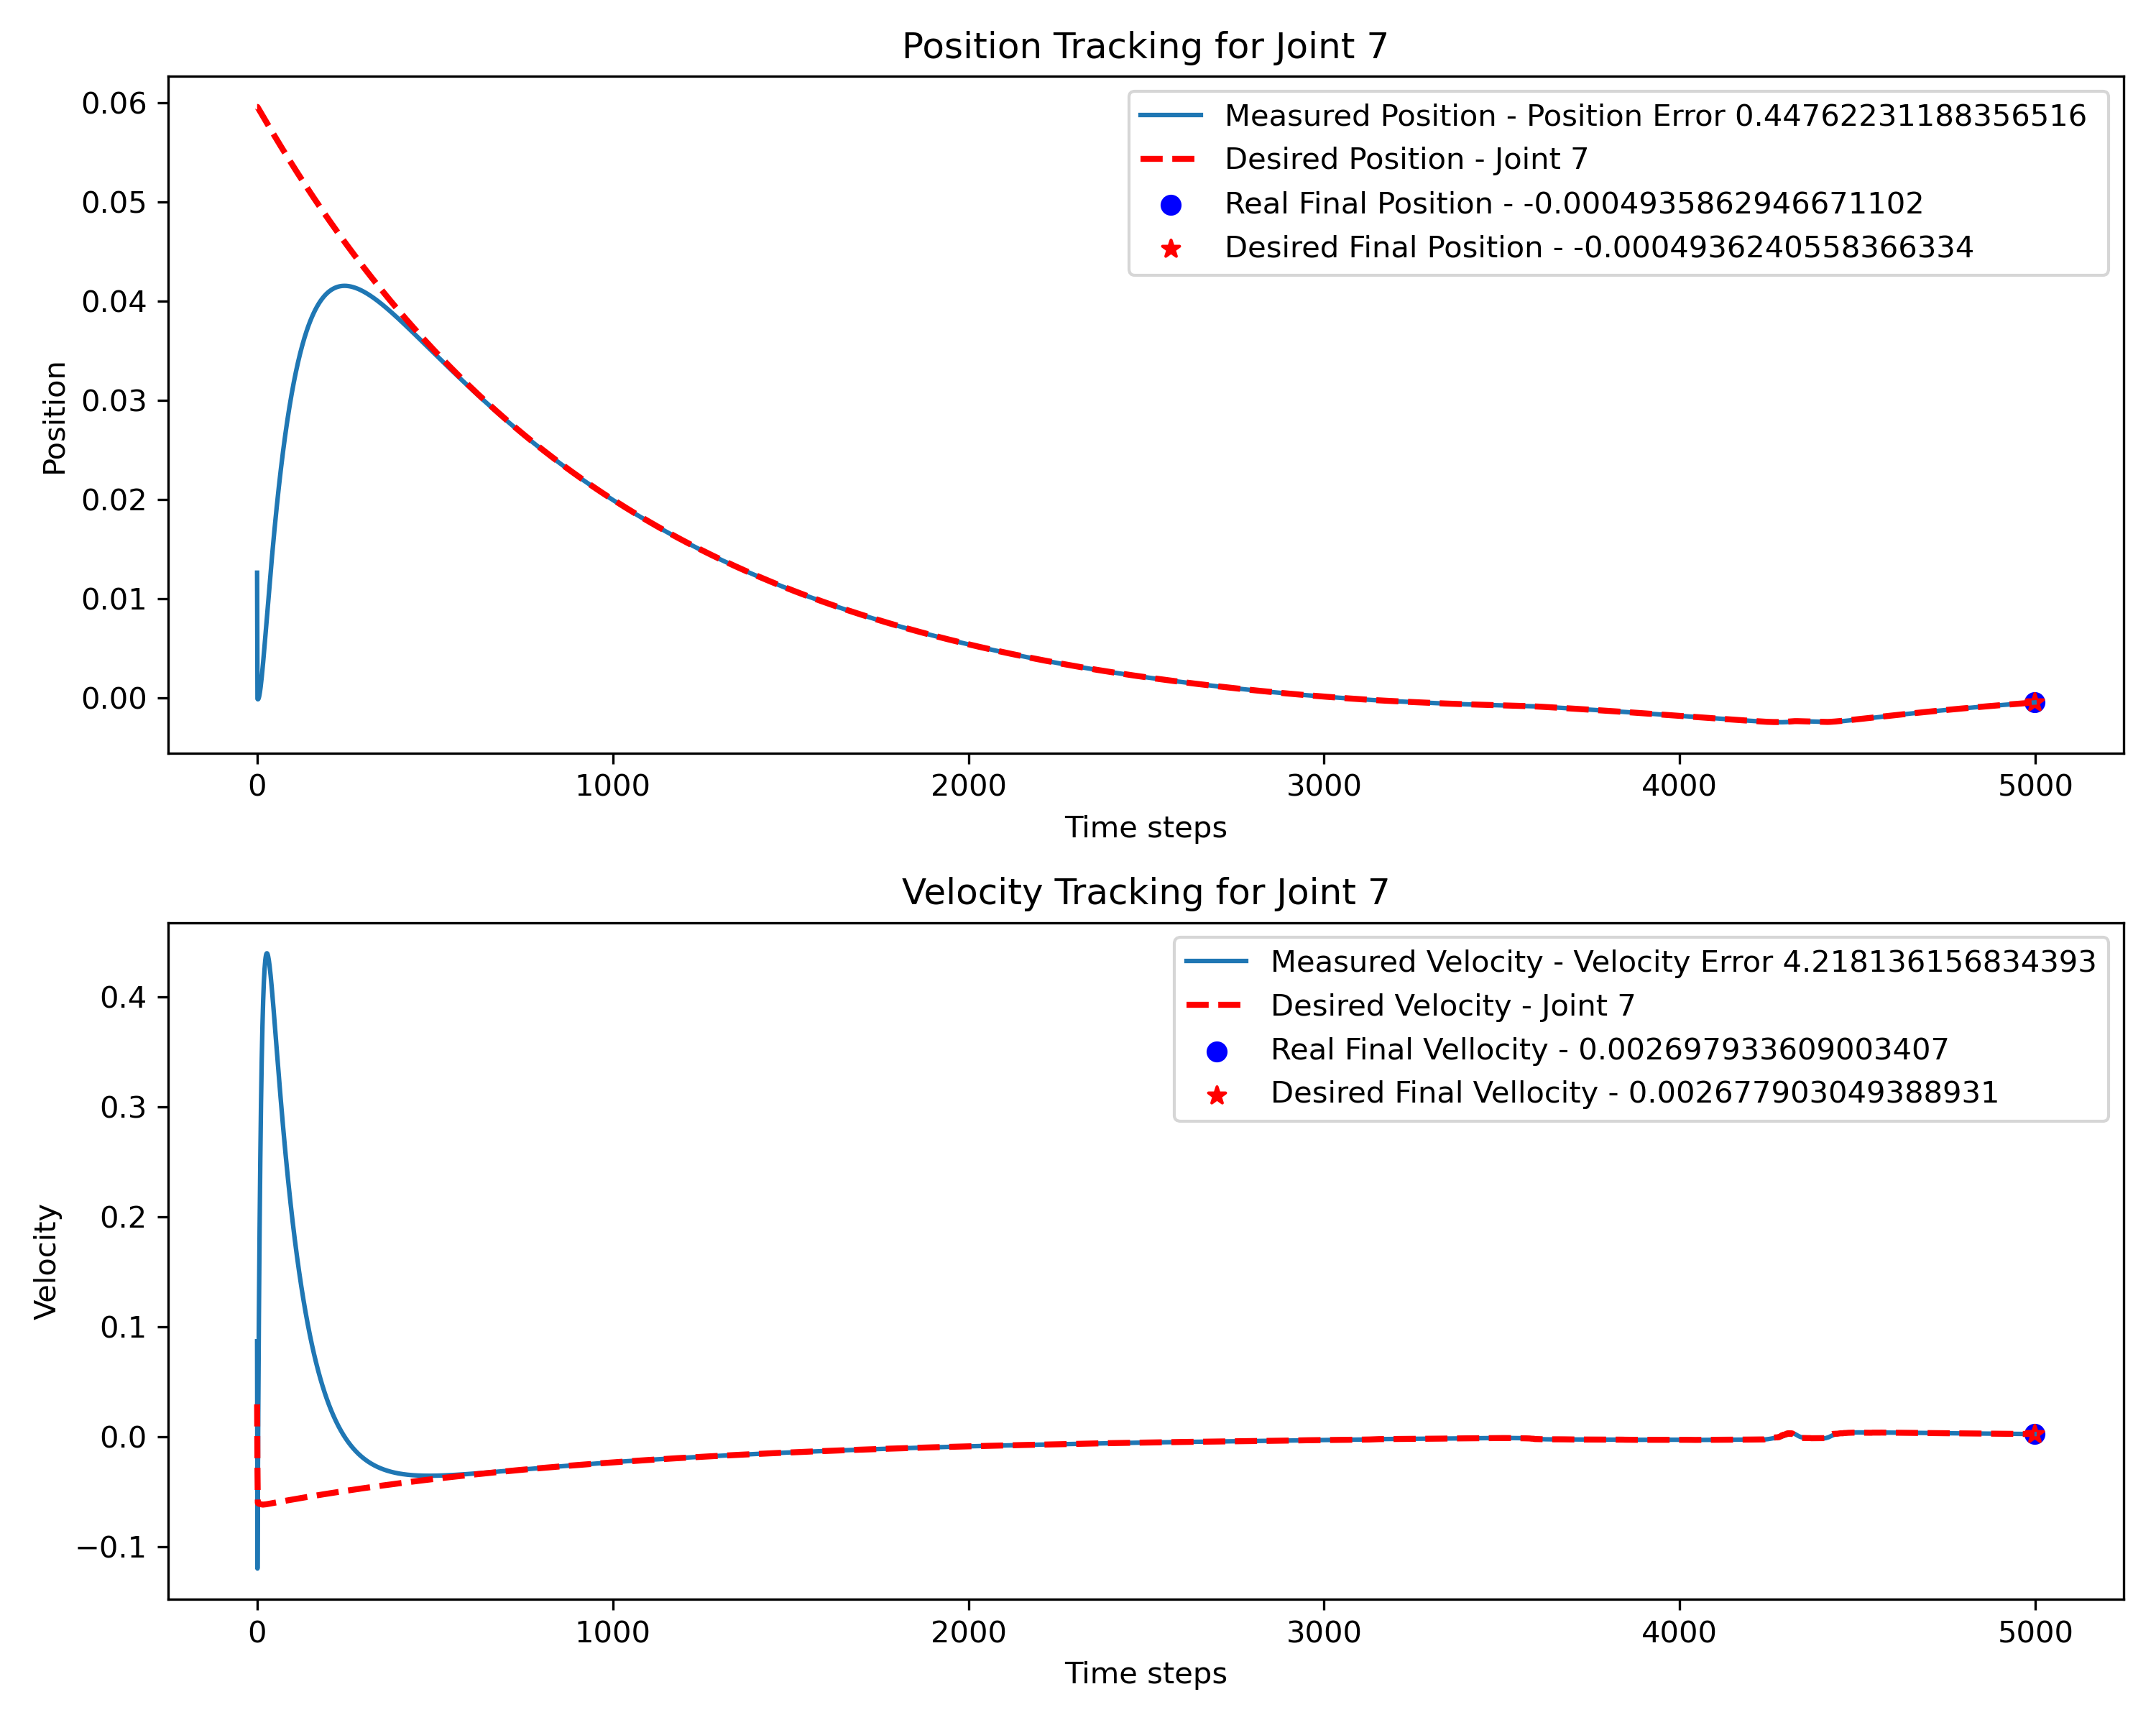 Position Tracking for Joint 7
0.06
0.05
0.04
0.03
0.02
0.01
0.00
Position
Measured Position - Position Error 0.44762231188356516
Desired Position - Joint 7
Real Final Position - -0.0004935862946671102
Desired Final Position - -0.0004936240558366334
0 1000 2000 3000 4000 5000
Time steps
Velocity Tracking for Joint 7
0.4
0.3
0.2
0.1
0.0
−0.1
Velocity
Measured Velocity - Velocity Error 4.218136156834393
Desired Velocity - Joint 7
Real Final Vellocity - 0.002697933609003407
Desired Final Vellocity - 0.002677903049388931
0 1000 2000 3000 4000 5000
Time steps